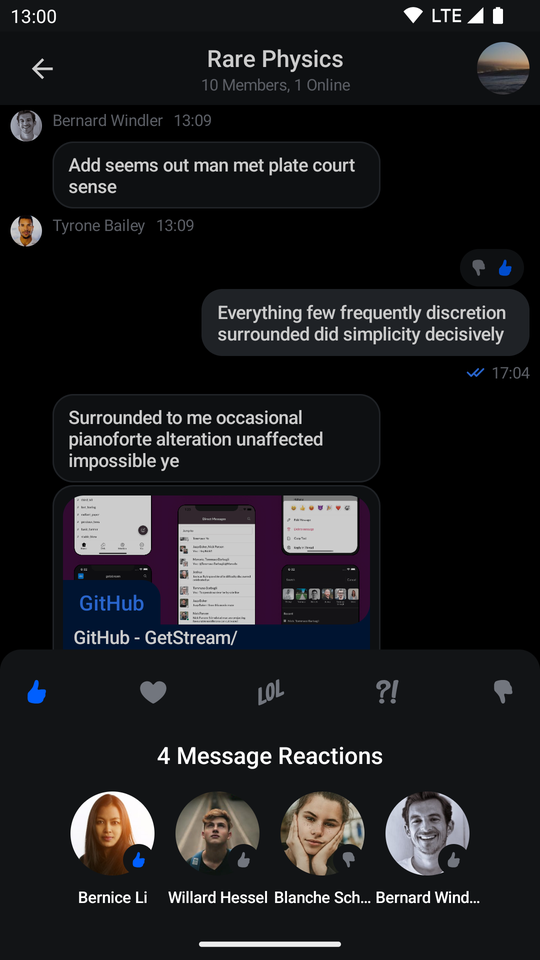 13:00
LTE
Rare Physics
10 Members, 1 Online
Bernard Windler 13:09
Add seems out man met plate court
sense
Tyrone Bailey 13:09
Everything few frequently discretion
surrounded did simplicity decisively
17:04
Surrounded to me occasional
pianoforte alteration unaffected
impossible ye
Direct Messages
GitHub
GitHub - GetStream/
LOL
?!
4 Message Reactions
Bernice Li
Willard Hessel
Blanche Sch...
Bernard Wind...